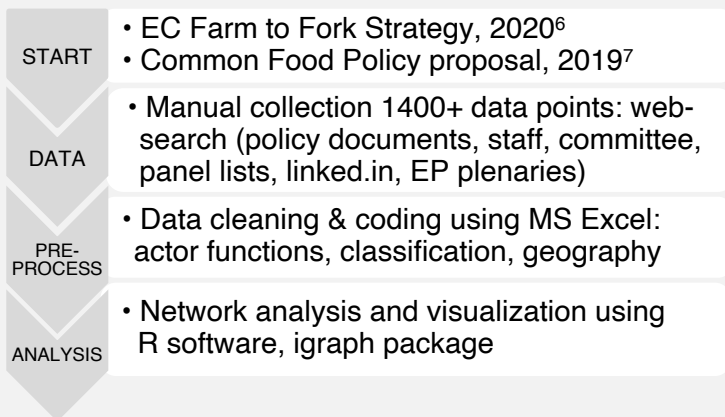 START
• EC Farm to Fork Strategy, 2020⁶
• Common Food Policy proposal, 2019⁷
DATA
• Manual collection 1400+ data points: web-
search (policy documents, staff, committee,
panel lists, linked.in, EP plenaries)
PRE-
PROCESS
• Data cleaning & coding using MS Excel:
actor functions, classification, geography
ANALYSIS
• Network analysis and visualization using
R software, igraph package